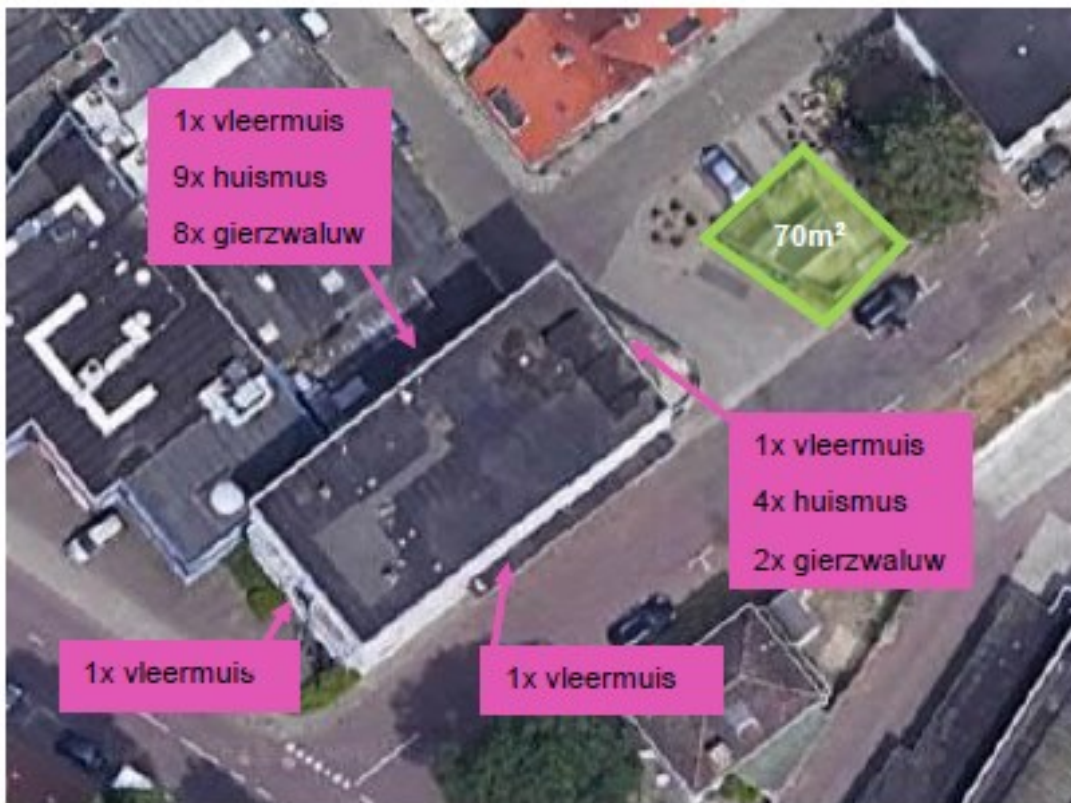 1x vleermuis
9x huismus
8x gierzwaluw
70m²
1x vleermuis
4x huismus
2x gierzwaluw
1x vleermuis
1x vleermuis